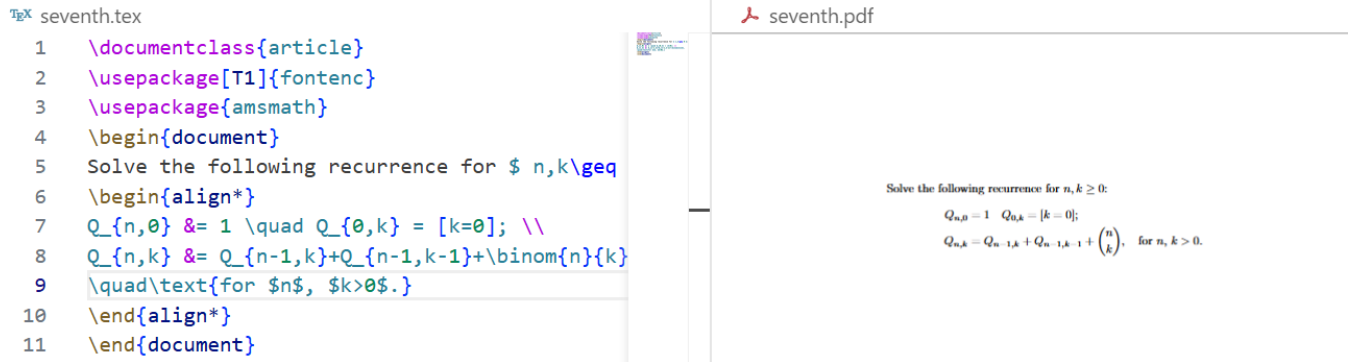 TEX seventh.tex
seventh.pdf
1 \documentclass{article}
2 \usepackage[T1]{fontenc}
3 \usepackage{amsmath}
4 \begin{document}
5 Solve the following recurrence for $ n,k\geq
6 \begin{align*}
7 Q_{n,0} &= 1 \quad Q_{0,k} = [k=0]; \\
8 Q_{n,k} &= Q_{n-1,k}+Q_{n-1,k-1}+\binom{n}{k}
9 \quad\text{for $n$, $k>0$.}
10 \end{align*}
11 \end{document}
Solve the following recurrence for n, k ≥ 0:
Q_{n,0} = 1 Q_{0,k} = [k = 0];
Q_{n,k} = Q_{n−1,k} + Q_{n−1,k−1} + \binom{n}{k}, for n, k > 0.